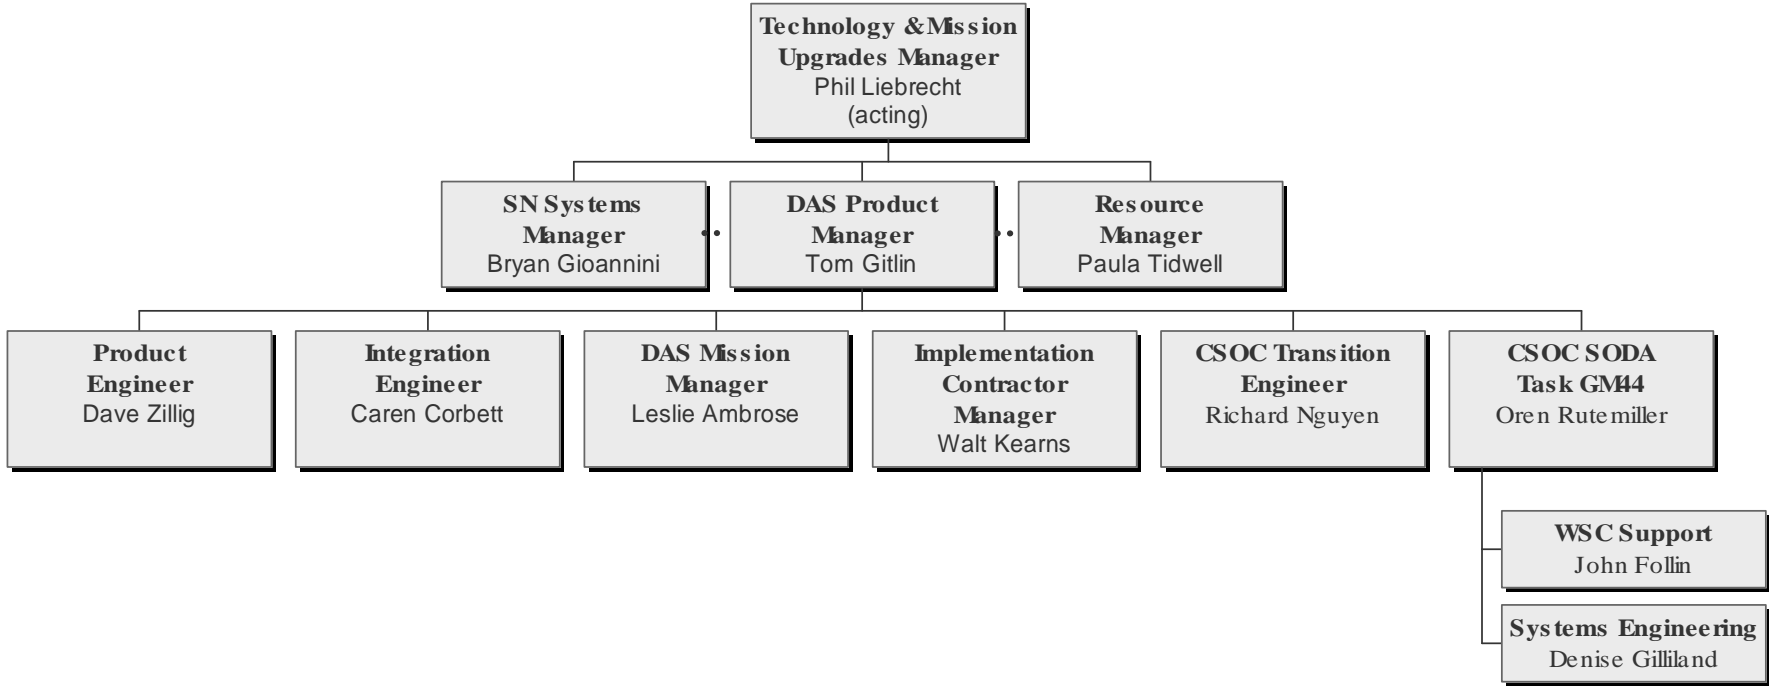 Technology & Mission
Upgrades Manager
Phil Liebrecht
(acting)
SN Systems
Manager
Bryan Gioannini
DAS Product
Manager
Tom Gitlin
Resource
Manager
Paula Tidwell
Product
Engineer
Dave Zillig
Integration
Engineer
Caren Corbett
DAS Mission
Manager
Leslie Ambrose
Implementation
Contractor
Manager
Walt Kearns
CSOC Transition
Engineer
Richard Nguyen
CSOC SODA
Task GM44
Oren Rutemiller
WSC Support
John Follin
Systems Engineering
Denise Gilliland